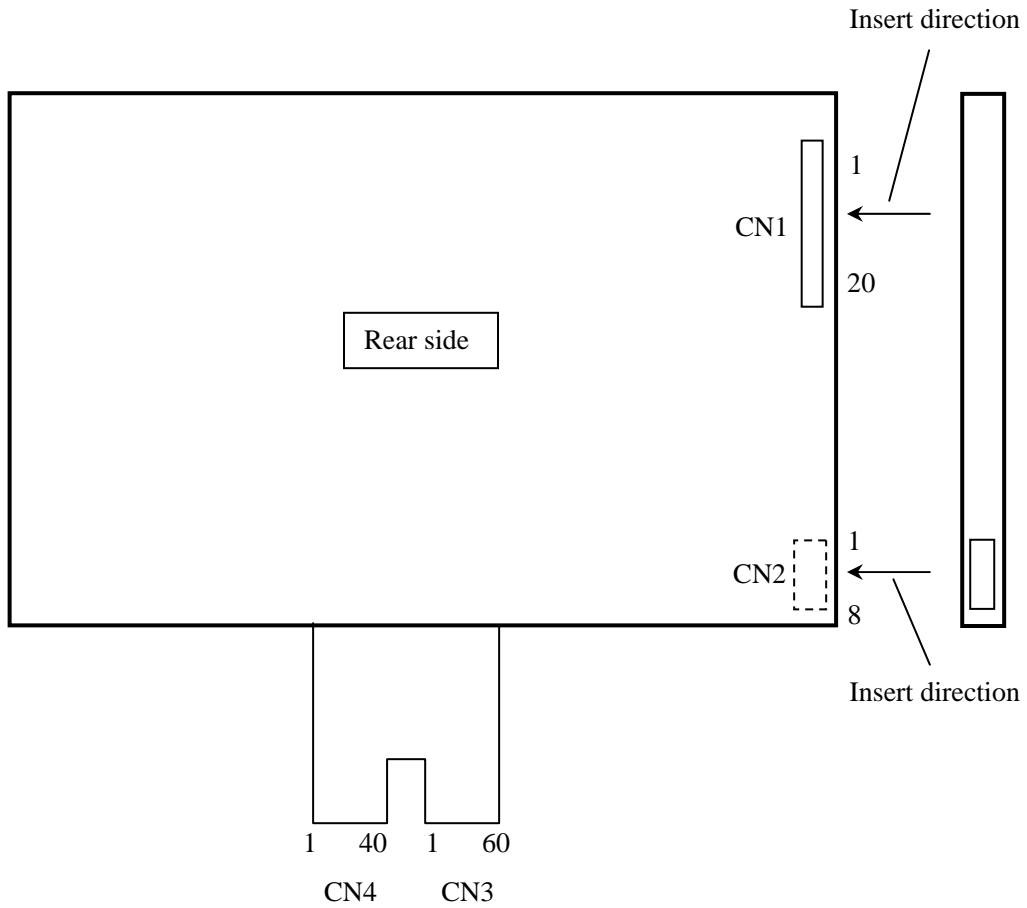 Insert direction
1
CN1
20
Rear side
1
CN2
8
Insert direction
1 40 1 60
CN4 CN3